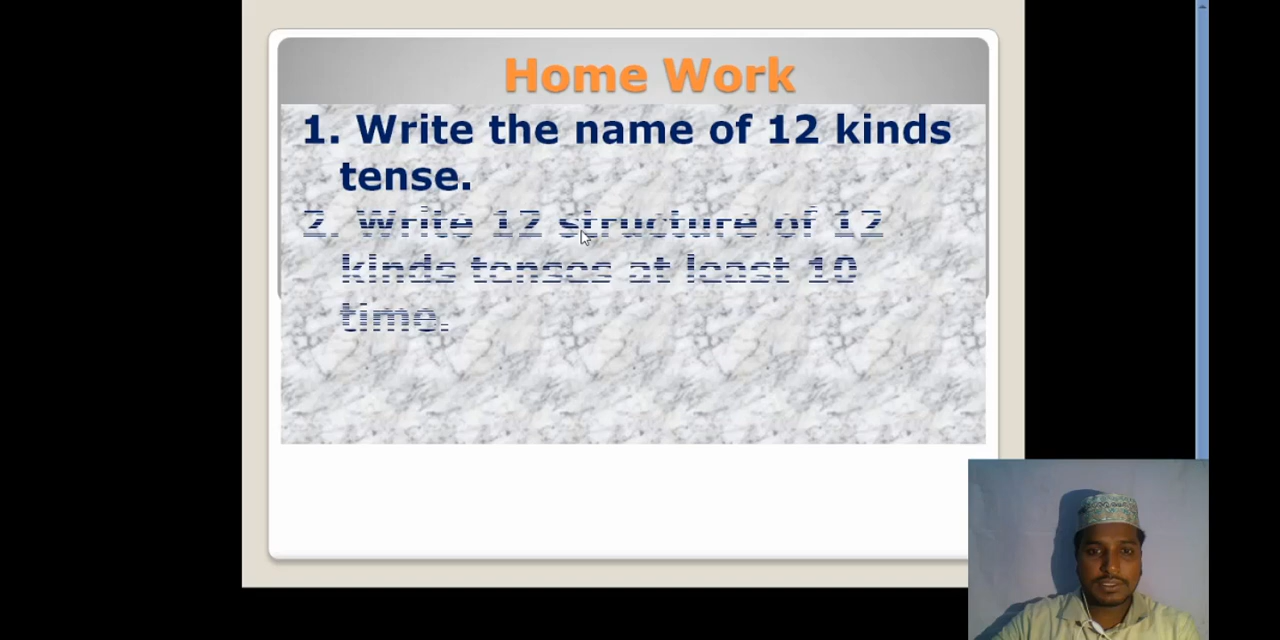 Home Work
1. Write the name of 12 kinds
tense.
2. Write 12 structure of 12
kinds tenses at least 10
time.